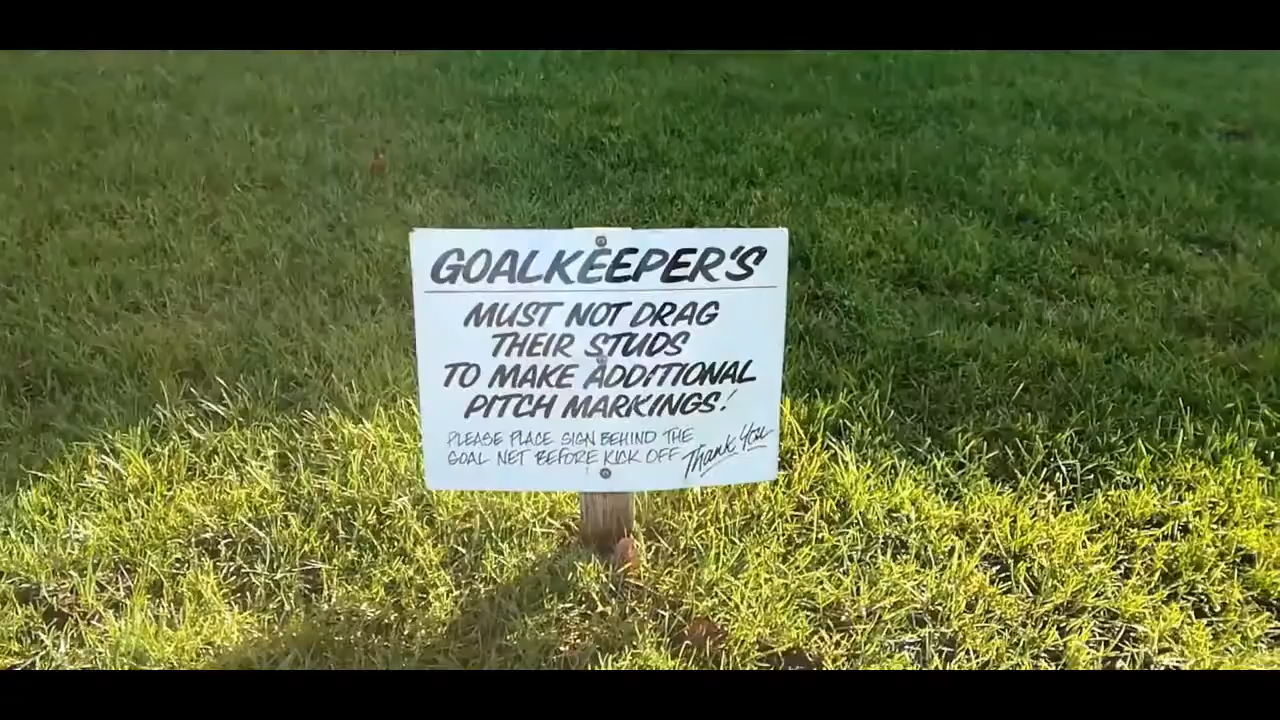 GOALKEEPER'S
MUST NOT DRAG
THEIR STUDS
TO MAKE ADDITIONAL
PITCH MARKINGS!
PLEASE PLACE SIGN BEHIND THE
GOAL NET BEFORE KICK OFF
Thank You